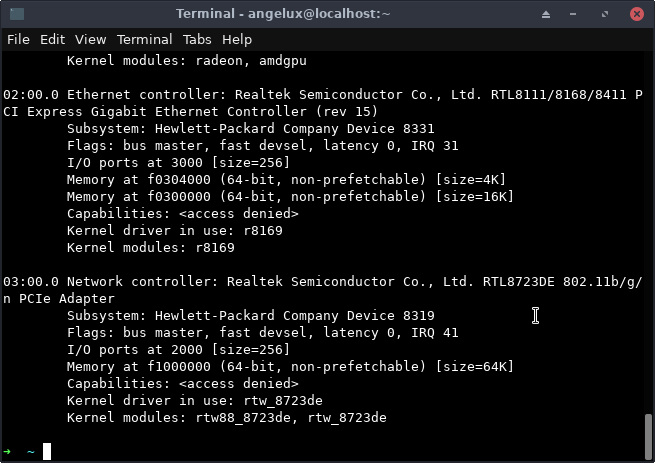 Terminal - angelux@localhost:~
File Edit View Terminal Tabs Help
Kernel modules: radeon, amdgpu
02:00.0 Ethernet controller: Realtek Semiconductor Co., Ltd. RTL8111/8168/8411 P
CI Express Gigabit Ethernet Controller (rev 15)
Subsystem: Hewlett-Packard Company Device 8331
Flags: bus master, fast devsel, latency 0, IRQ 31
I/O ports at 3000 [size=256]
Memory at f0304000 (64-bit, non-prefetchable) [size=4K]
Memory at f0300000 (64-bit, non-prefetchable) [size=16K]
Capabilities: <access denied>
Kernel driver in use: r8169
Kernel modules: r8169
03:00.0 Network controller: Realtek Semiconductor Co., Ltd. RTL8723DE 802.11b/g/
n PCIe Adapter
Subsystem: Hewlett-Packard Company Device 8319
Flags: bus master, fast devsel, latency 0, IRQ 41
I/O ports at 2000 [size=256]
Memory at f1000000 (64-bit, non-prefetchable) [size=64K]
Capabilities: <access denied>
Kernel driver in use: rtw_8723de
Kernel modules: rtw88_8723de, rtw_8723de
→ ~